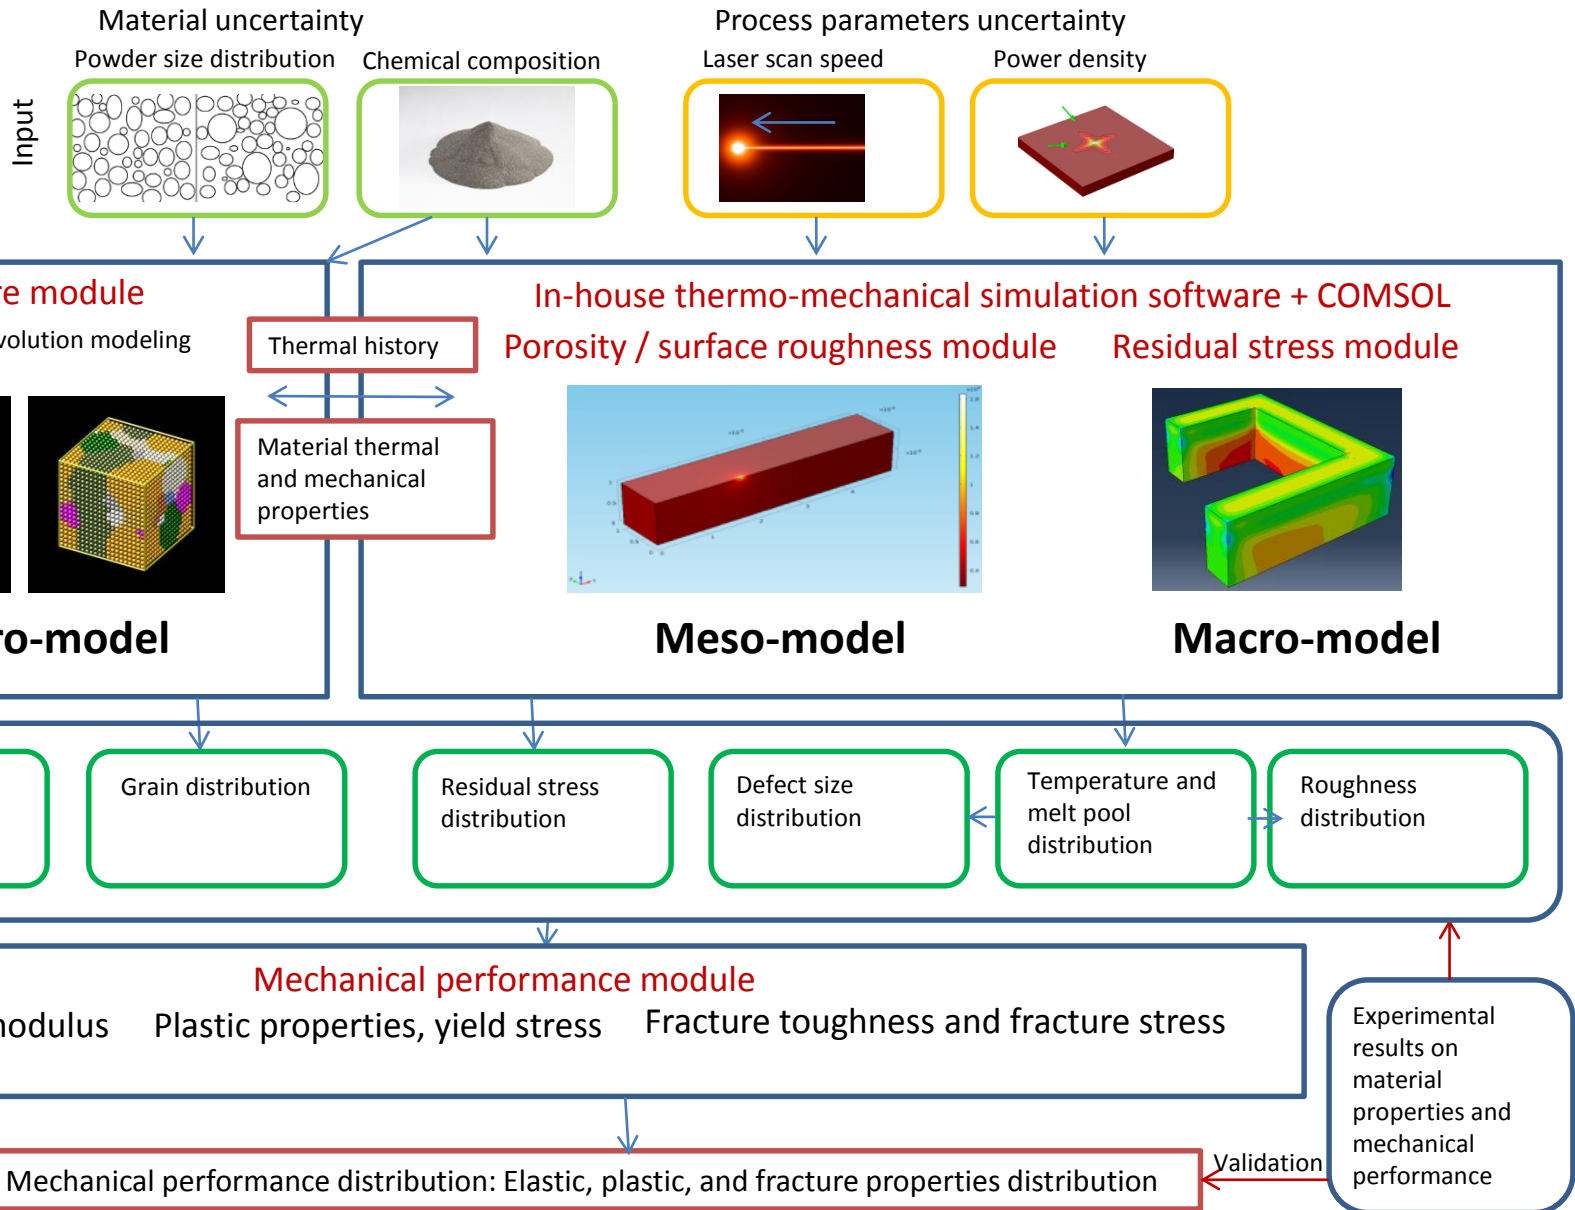 Material uncertainty
Process parameters uncertainty
Powder size distribution
Chemical composition
Laser scan speed
Power density
Input
re module
volution modeling
Thermal history
Material thermal
and mechanical
properties
In-house thermo-mechanical simulation software + COMSOL
Porosity / surface roughness module
Residual stress module
ro-model
Meso-model
Macro-model
Grain distribution
Residual stress
distribution
Defect size
distribution
Temperature and
melt pool
distribution
Roughness
distribution
Mechanical performance module
modulus
Plastic properties, yield stress
Fracture toughness and fracture stress
Experimental
results on
material
properties and
mechanical
performance
Validation
Mechanical performance distribution: Elastic, plastic, and fracture properties distribution